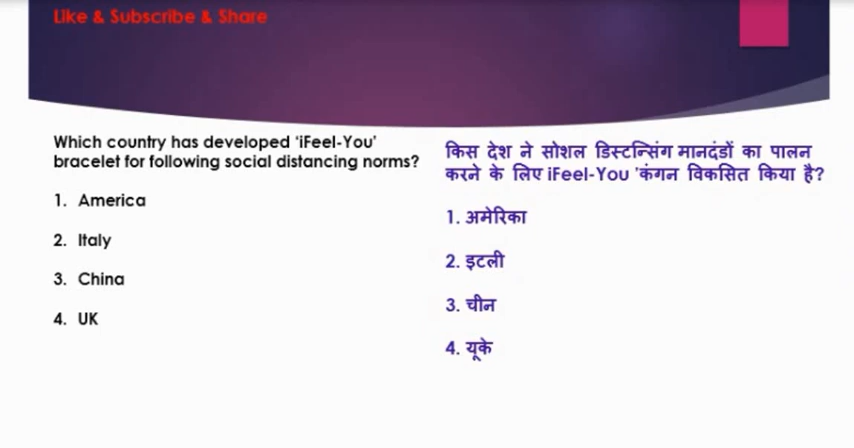 Like & Subscribe & Share
Which country has developed 'iFeel-You'
bracelet for following social distancing norms?
1. America
2. Italy
3. China
4. UK
किस देश ने सोशल डिस्टन्सिंग मानदंडों का पालन
करने के लिए iFeel-You 'कंगन विकसित किया है?
1. अमेरिका
2. इटली
3. चीन
4. यूके